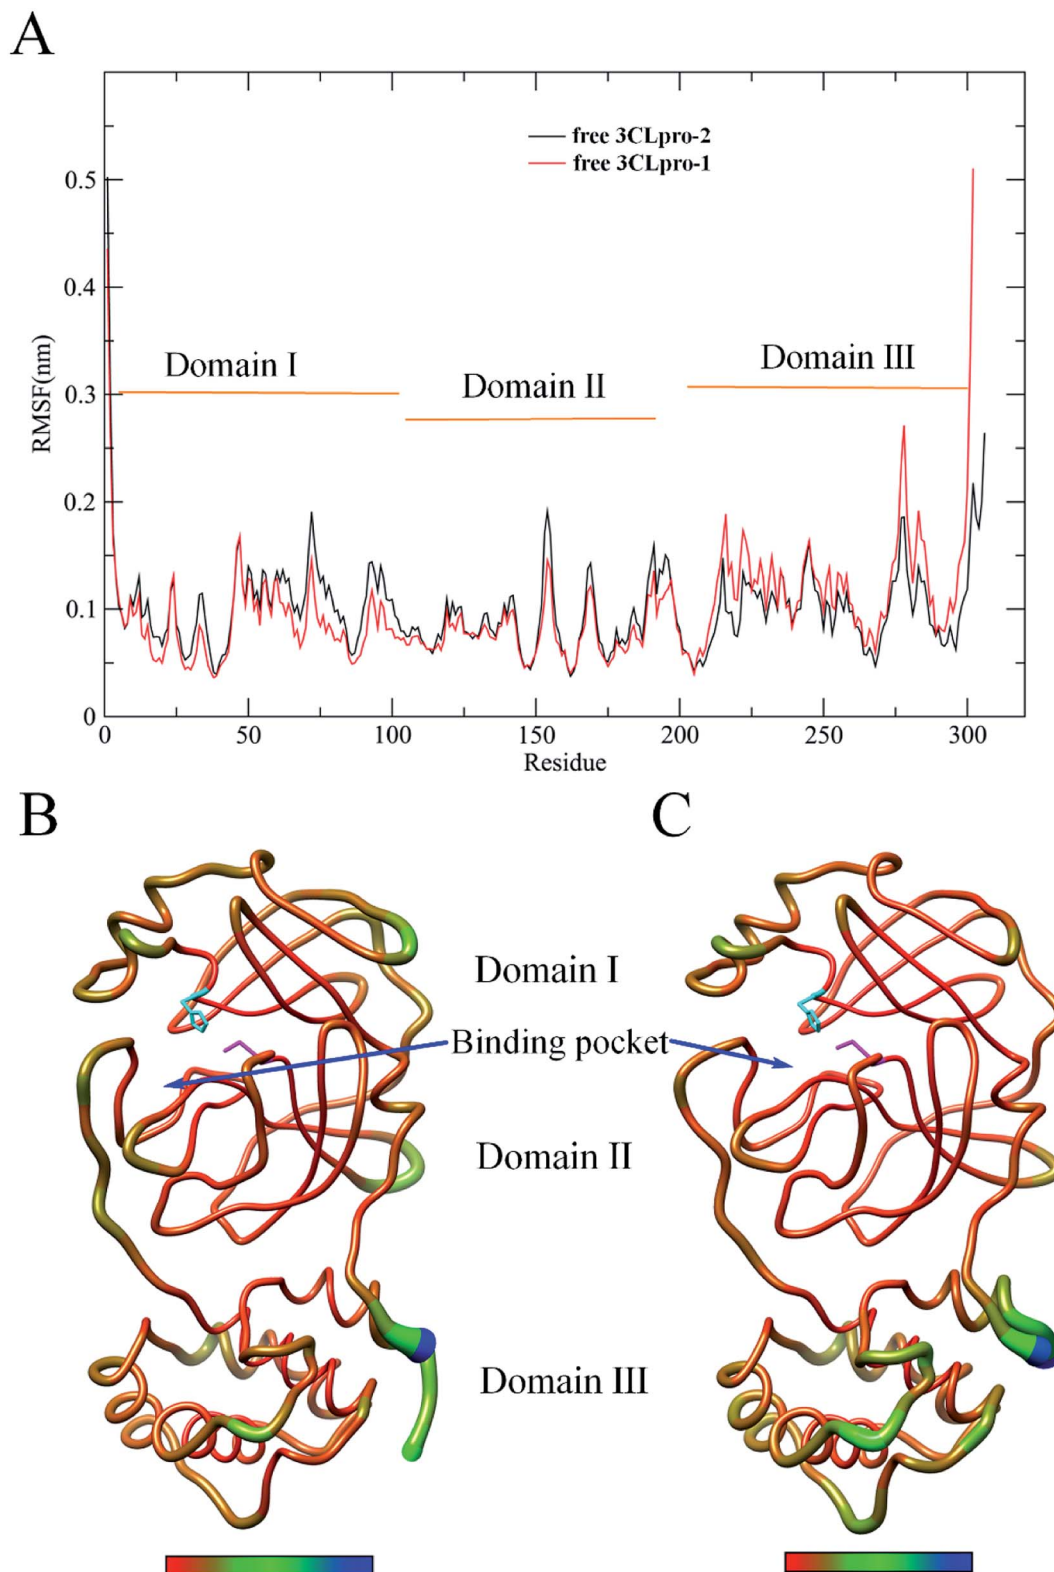 A
free 3CLpro-2
free 3CLpro-1
0.5
0.4
0.3
0.2
0.1
0
RMSF(nm)
Domain I
Domain II
Domain III
0 50 100 150 200 250 300
Residue
B
C
Domain I
Binding pocket
Domain II
Domain III